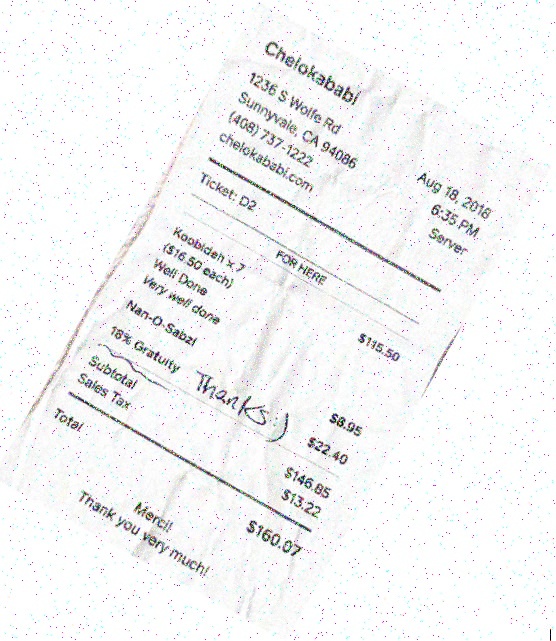 Chelokababi
1236 S Wolfe Rd
Sunnyvale, CA 94086
(408) 737-1222
chelokababi.com
Aug 18, 2018
6:35 PM
Server
Ticket: D2
FOR HERE
Koobideh x 7 $115.50
($16.50 each)
Well Done
Very well done
Nan-O-Sabzi $8.95
18% Gratuity $22.40
Thanks :)
Subtotal $146.85
Sales Tax $13.22
Total $160.07
Merci!
Thank you very much!